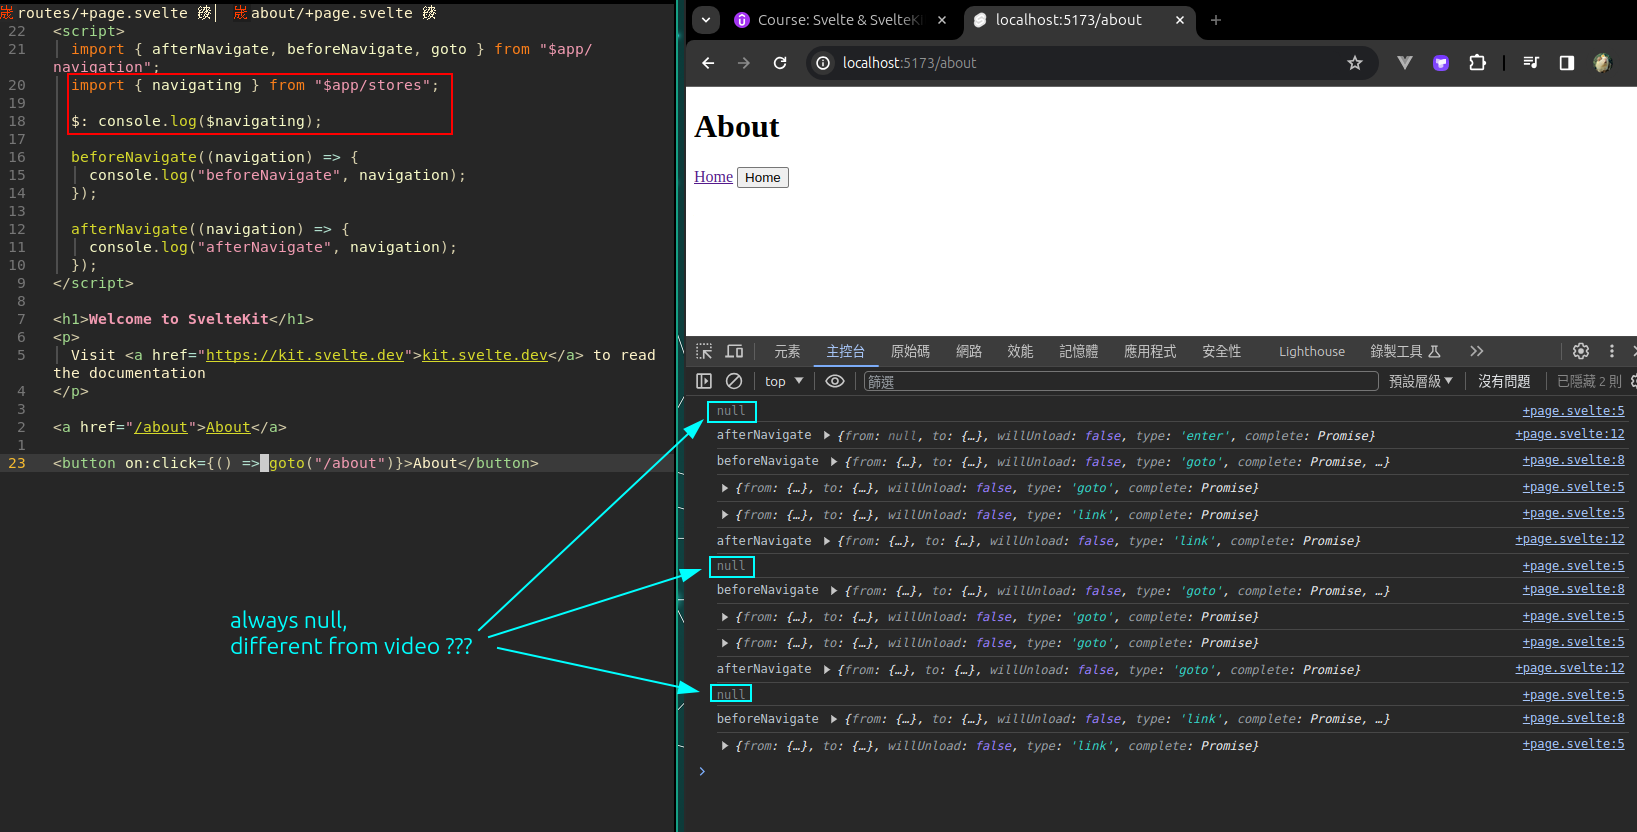 routes/+page.svelte
about/+page.svelte
22 <script>
21 import { afterNavigate, beforeNavigate, goto } from "$app/
navigation";
20 import { navigating } from "$app/stores";
19
18 $: console.log($navigating);
17
16 beforeNavigate((navigation) => {
15 console.log("beforeNavigate", navigation);
14 });
13
12 afterNavigate((navigation) => {
11 console.log("afterNavigate", navigation);
10 });
9 </script>
8
7 <h1>Welcome to SvelteKit</h1>
6 <p>
5 Visit <a href="https://kit.svelte.dev">kit.svelte.dev</a> to read
the documentation
4 </p>
3
2 <a href="/about">About</a>
1
23 <button on:click={() => goto("/about")}>About</button>
always null,
different from video ???
Course: Svelte & SvelteKi
localhost:5173/about
localhost:5173/about
About
Home Home
元素 主控台 原始碼 網路 效能 記憶體 應用程式 安全性 Lighthouse 錄製工具
top 篩選 預設層級 沒有問題 已隱藏 2 則
null +page.svelte:5
afterNavigate {from: null, to: {…}, willUnload: false, type: 'enter', complete: Promise} +page.svelte:12
beforeNavigate {from: {…}, to: {…}, willUnload: false, type: 'goto', complete: Promise, …} +page.svelte:8
{from: {…}, to: {…}, willUnload: false, type: 'goto', complete: Promise} +page.svelte:5
{from: {…}, to: {…}, willUnload: false, type: 'link', complete: Promise} +page.svelte:5
afterNavigate {from: {…}, to: {…}, willUnload: false, type: 'link', complete: Promise} +page.svelte:12
null +page.svelte:5
beforeNavigate {from: {…}, to: {…}, willUnload: false, type: 'goto', complete: Promise, …} +page.svelte:8
{from: {…}, to: {…}, willUnload: false, type: 'goto', complete: Promise} +page.svelte:5
{from: {…}, to: {…}, willUnload: false, type: 'goto', complete: Promise} +page.svelte:5
afterNavigate {from: {…}, to: {…}, willUnload: false, type: 'goto', complete: Promise} +page.svelte:12
null +page.svelte:5
beforeNavigate {from: {…}, to: {…}, willUnload: false, type: 'link', complete: Promise, …} +page.svelte:8
{from: {…}, to: {…}, willUnload: false, type: 'link', complete: Promise} +page.svelte:5